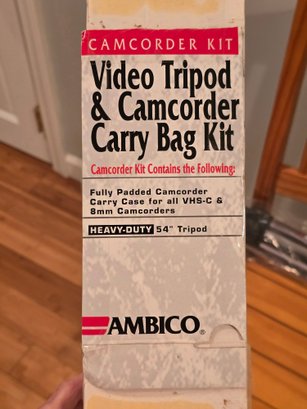 CAMCORDER KIT
Video Tripod
& Camcorder
Carry Bag Kit
Camcorder Kit Contains the Following:
Fully Padded Camcorder
Carry Case for all VHS-C &
8mm Camcorders
HEAVY-DUTY 54" Tripod
AMBICO®